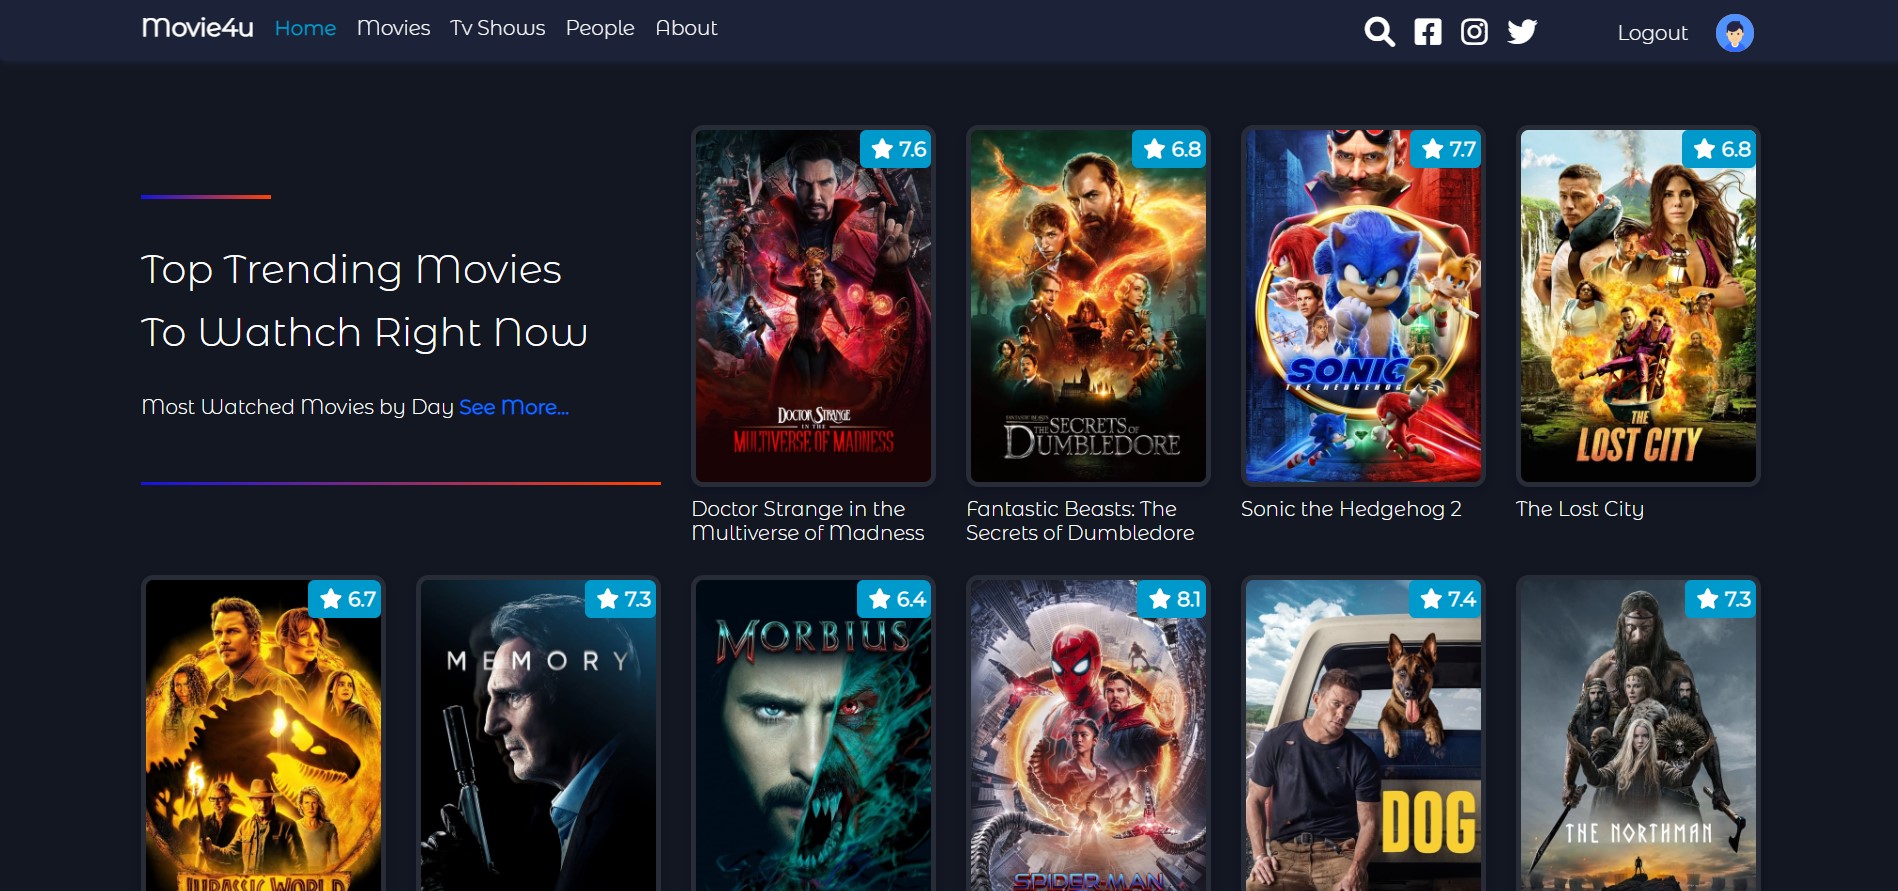 Movie4u Home Movies Tv Shows People About Logout
Top Trending Movies
To Wathch Right Now
Most Watched Movies by Day See More...
7.6
DOCTOR STRANGE
IN THE
MULTIVERSE OF MADNESS
Doctor Strange in the
Multiverse of Madness
6.8
FANTASTIC BEASTS
THE SECRETS OF
DUMBLEDORE
Fantastic Beasts: The
Secrets of Dumbledore
7.7
SONIC 2
THE HEDGEHOG
Sonic the Hedgehog 2
6.8
THE
LOST CITY
The Lost City
6.7
JURASSIC WORLD
7.3
MEMORY
6.4
MORBIUS
8.1
SPIDER-MAN
7.4
DOG
7.3
THE NORTHMAN